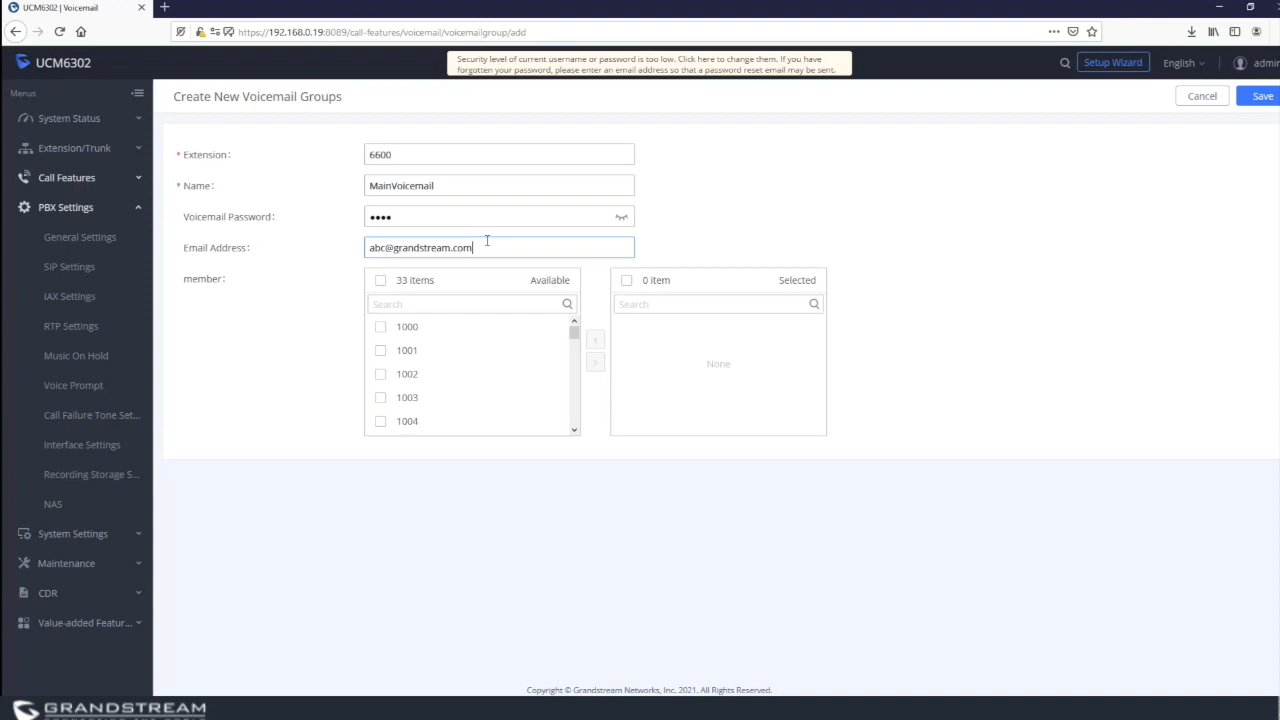 UCM6302 | Voicemail
https://192.168.0.19:8089/call-features/voicemail/voicemailgroup/add
UCM6302
Security level of current username or password is too low. Click here to change them. If you have
forgotten your password, please enter an email address so that a password reset email may be sent.
Setup Wizard
English
admin
Menus
System Status
Extension/Trunk
Call Features
PBX Settings
General Settings
SIP Settings
IAX Settings
RTP Settings
Music On Hold
Voice Prompt
Call Failure Tone Set...
Interface Settings
Recording Storage S...
NAS
System Settings
Maintenance
CDR
Value-added Featur...
Create New Voicemail Groups
Cancel
Save
* Extension:
6600
* Name:
MainVoicemail
Voicemail Password:
••••
Email Address:
abc@grandstream.com
member:
33 items Available
Search
1000
1001
1002
1003
1004
0 item Selected
Search
None
Copyright © Grandstream Networks, Inc. 2021. All Rights Reserved.
GRANDSTREAM